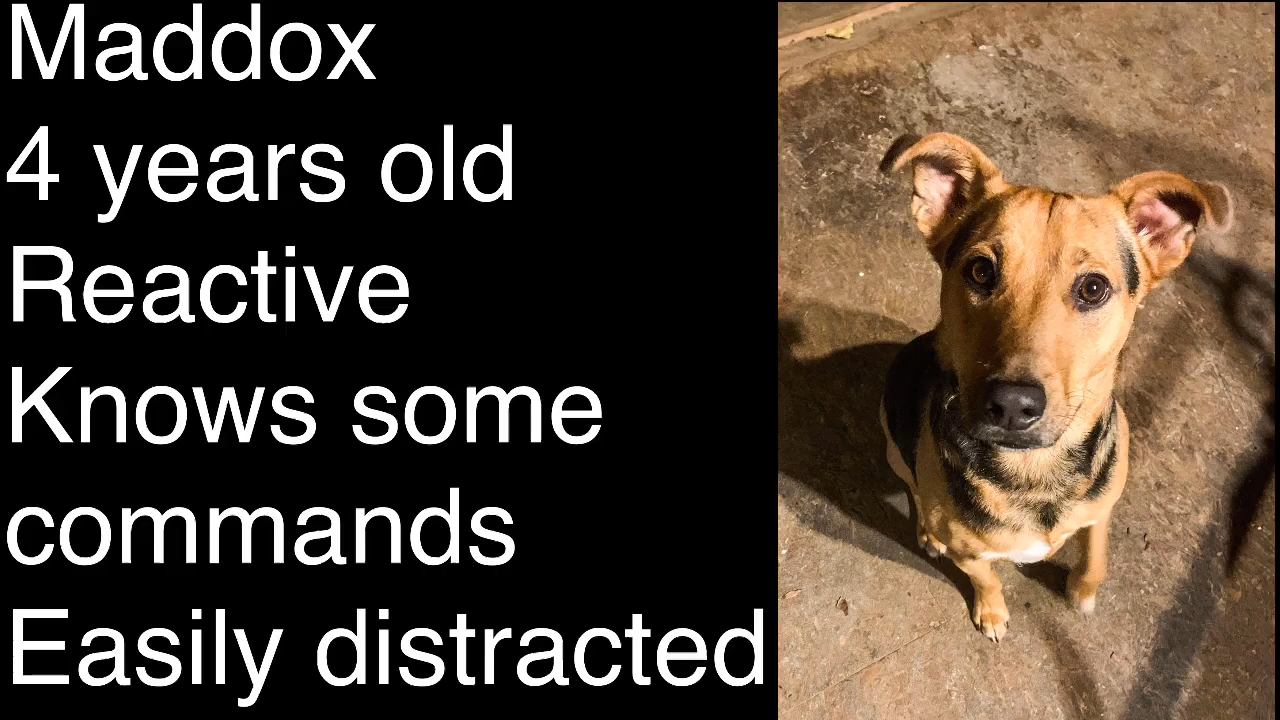 Maddox
4 years old
Reactive
Knows some
commands
Easily distracted